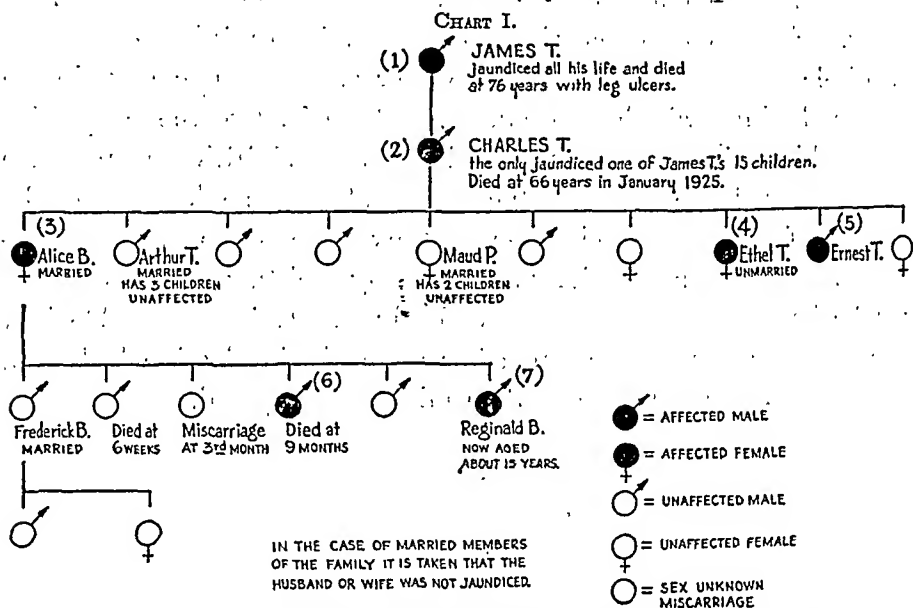 CHART I.
(1)
JAMES T.
Jaundiced all his life and died
at 76 years with leg ulcers.
(2)
CHARLES T.
the only jaundiced one of James T.'s 15 children.
Died at 66 years in January 1925.
(3)
Alice B.
MARRIED
Arthur T.
MARRIED
HAS 3 CHILDREN
UNAFFECTED
Maud P.
MARRIED
HAS 2 CHILDREN
UNAFFECTED
(4)
Ethel T.
UNMARRIED
(5)
Ernest T.
Frederick B.
MARRIED
Died at
6 WEEKS
Miscarriage
AT 3rd MONTH
(6)
Died at
9 MONTHS
(7)
Reginald B.
NOW AGED
ABOUT 15 YEARS.
= AFFECTED MALE
= AFFECTED FEMALE
= UNAFFECTED MALE
= UNAFFECTED FEMALE
= SEX UNKNOWN
MISCARRIAGE
IN THE CASE OF MARRIED MEMBERS
OF THE FAMILY IT IS TAKEN THAT THE
HUSBAND OR WIFE WAS NOT JAUNDICED.